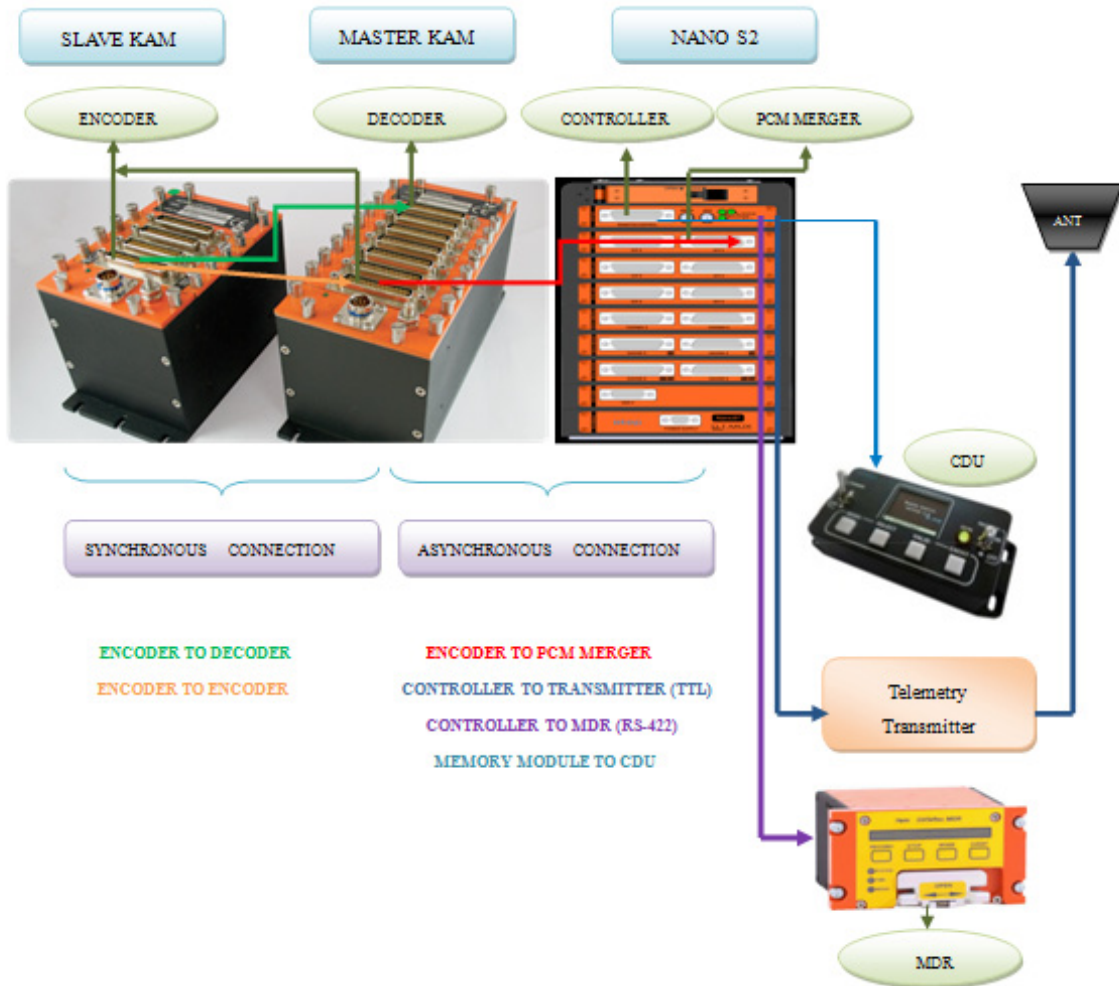 SLAVE KAM
MASTER KAM
NANO S2
ENCODER
DECODER
CONTROLLER
PCM MERGER
ANT
CDU
SYNCHRONOUS CONNECTION
ASYNCHRONOUS CONNECTION
ENCODER TO DECODER
ENCODER TO ENCODER
ENCODER TO PCM MERGER
CONTROLLER TO TRANSMITTER (TTL)
CONTROLLER TO MDR (RS-422)
MEMORY MODULE TO CDU
Telemetry
Transmitter
OPEN
MDR